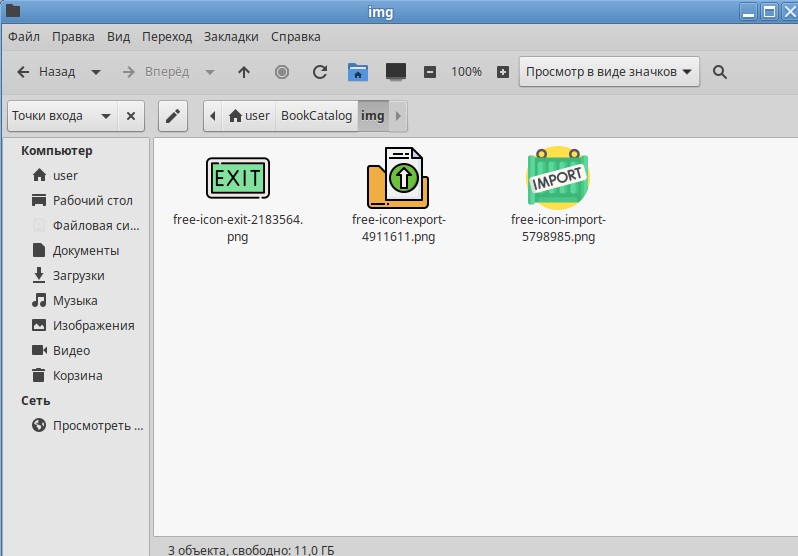 img
Файл Правка Вид Переход Закладки Справка
Назад Вперёд 100% Просмотр в виде значков
Точки входа user BookCatalog img
Компьютер
user
Рабочий стол
Файловая си...
Документы
Загрузки
Музыка
Изображения
Видео
Корзина
Сеть
Просмотреть ...
EXIT
free-icon-exit-2183564.
png
free-icon-export-
4911611.png
IMPORT
free-icon-import-
5798985.png
3 объекта, свободно: 11,0 ГБ